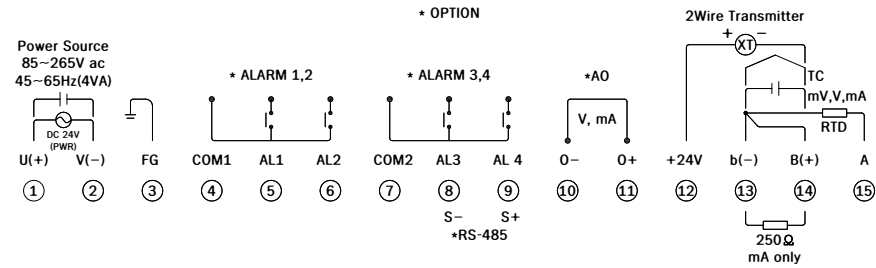 * OPTION
2Wire Transmitter
+ XT −
Power Source
85~265V ac
45~65Hz(4VA)
* ALARM 1,2
* ALARM 3,4
*AO
TC
mV,V,mA
DC 24V
(PWR)
V, mA
RTD
U(+) V(−) FG COM1 AL1 AL2 COM2 AL3 AL 4 O− O+ +24V b(−) B(+) A
1 2 3 4 5 6 7 8 9 10 11 12 13 14 15
S− S+
*RS-485
250Ω
mA only